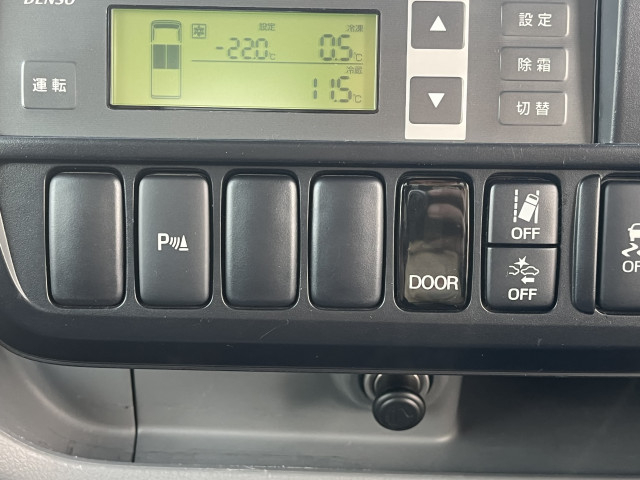 DENSO
設定 冷凍
-22.0℃ 0.5℃
冷蔵
11.5℃
運転
▲
▼
設定
除霜
切替
P
DOOR
OFF
OFF
OF